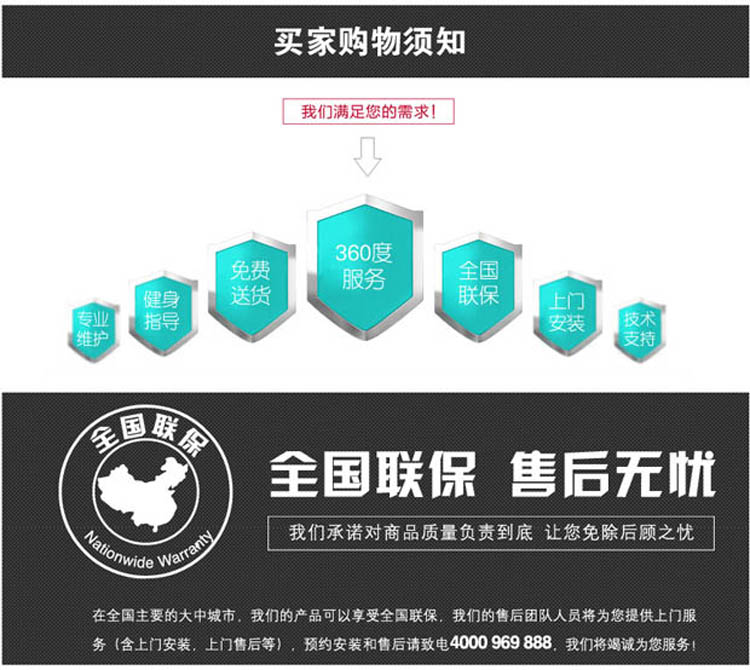 买家购物须知
我们满足您的需求！
专业
维护
健身
指导
免费
送货
360度
服务
全国
联保
上门
安装
技术
支持
全国联保
Nationwide Warranty
全国联保 售后无忧
我们承诺对商品质量负责到底 让您免除后顾之忧
在全国主要的大中城市，我们的产品可以享受全国联保，我们的售后团队人员将为您提供上门服
务（含上门安装，上门售后等），预约安装和售后请致电4000 969 888，我们将竭诚为您服务！